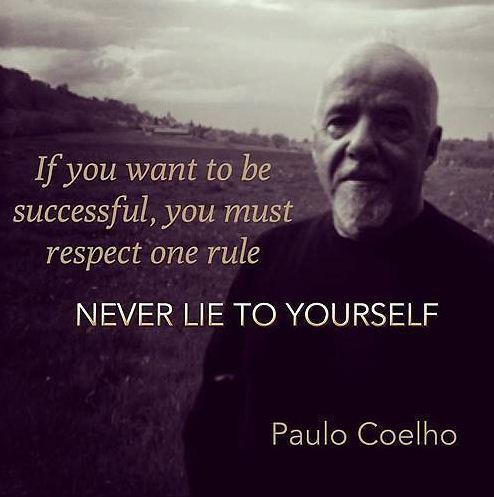 If you want to be
successful, you must
respect one rule
NEVER LIE TO YOURSELF
Paulo Coelho